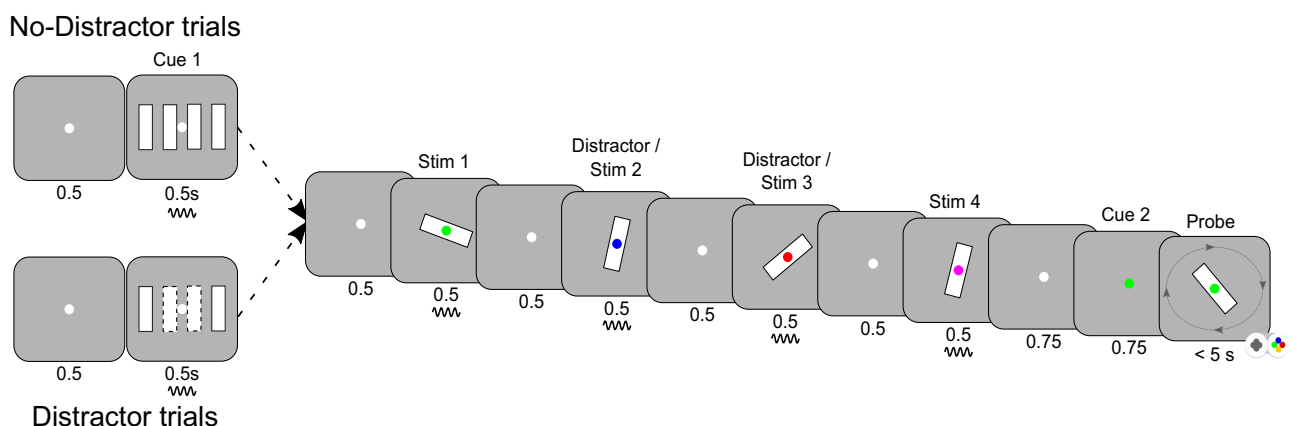 No-Distractor trials
Cue 1
0.5
0.5s
Distractor trials
0.5
0.5s
0.5
Stim 1
0.5
0.5
Distractor /
Stim 2
0.5
0.5
Distractor /
Stim 3
0.5
0.5
Stim 4
0.5
0.75
Cue 2
0.75
Probe
< 5 s